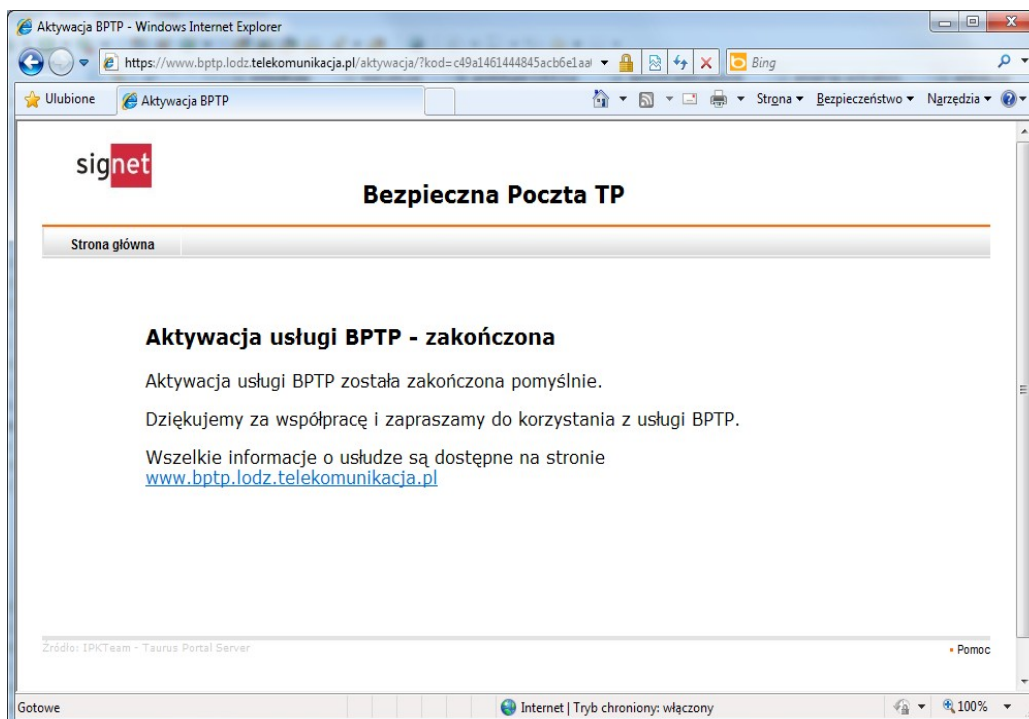 Aktywacja BPTP - Windows Internet Explorer
https://www.bptp.lodz.telekomunikacja.pl/aktywacja/?kod=c49a1461444845acb6e1aa
Bing
Ulubione
Aktywacja BPTP
Strona
Bezpieczeństwo
Narzędzia
signet
Bezpieczna Poczta TP
Strona główna
Aktywacja usługi BPTP - zakończona
Aktywacja usługi BPTP została zakończona pomyślnie.
Dziękujemy za współpracę i zapraszamy do korzystania z usługi BPTP.
Wszelkie informacje o usłudze są dostępne na stronie
www.bptp.lodz.telekomunikacja.pl
Źródło: IPKTeam - Taurus Portal Server
Pomoc
Gotowe
Internet | Tryb chroniony: włączony
100%